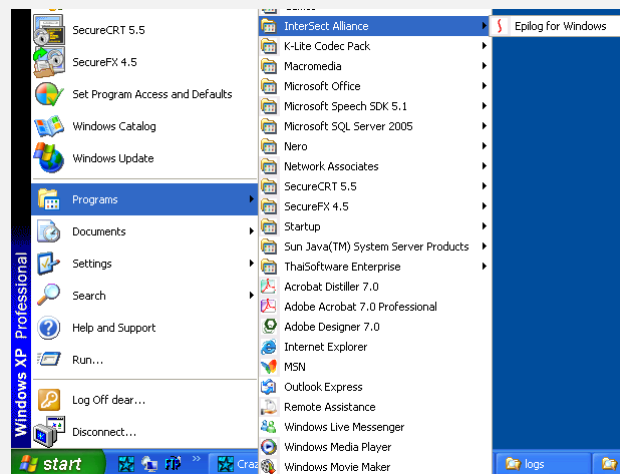 SecureCRT 5.5
SecureFX 4.5
Set Program Access and Defaults
Windows Catalog
Windows Update
Programs
Documents
Settings
Search
Help and Support
Run...
Log Off dear...
Disconnect...
Windows XP Professional
Games
InterSect Alliance
K-Lite Codec Pack
Macromedia
Microsoft Office
Microsoft Speech SDK 5.1
Microsoft SQL Server 2005
Nero
Network Associates
SecureCRT 5.5
SecureFX 4.5
Startup
Sun Java(TM) System Server Products
ThaiSoftware Enterprise
Acrobat Distiller 7.0
Adobe Acrobat 7.0 Professional
Adobe Designer 7.0
Internet Explorer
MSN
Outlook Express
Remote Assistance
Windows Live Messenger
Windows Media Player
Windows Movie Maker
Epilog for Windows
start
Craz
logs